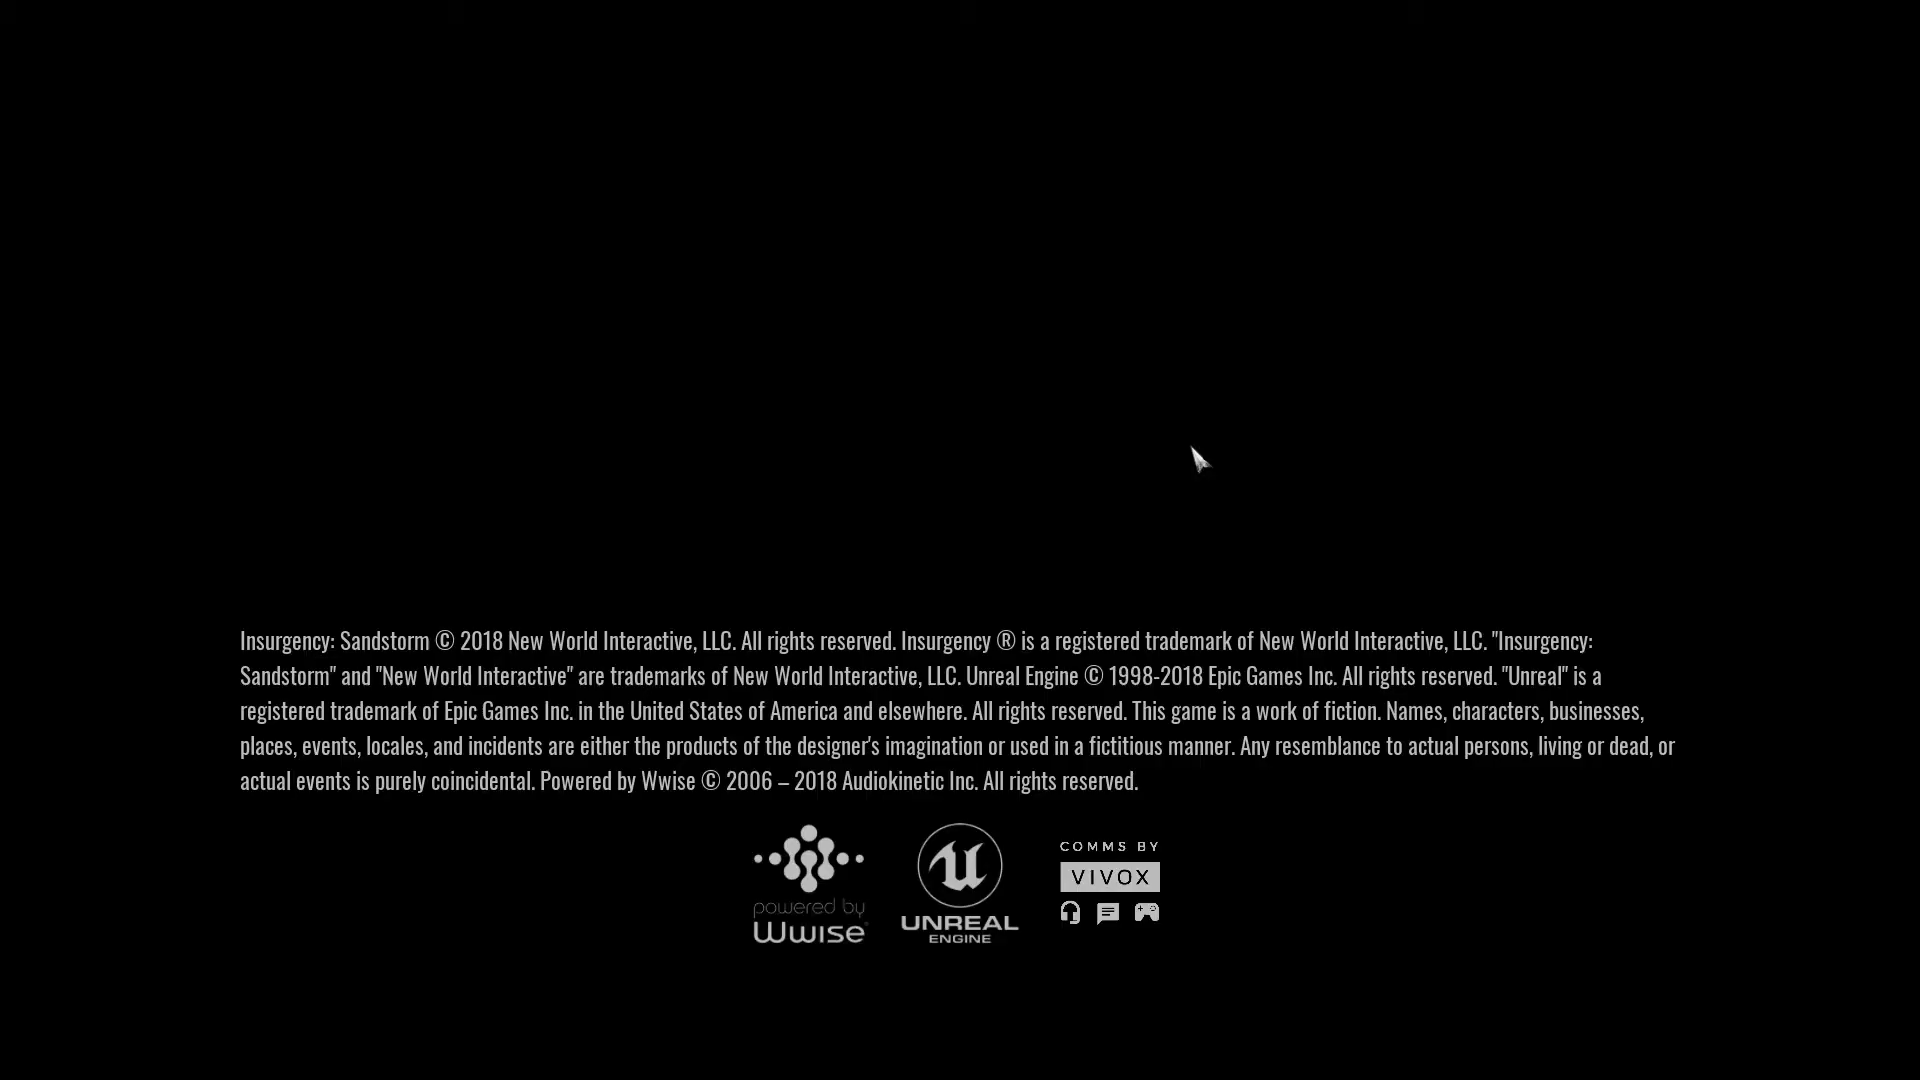 Insurgency: Sandstorm © 2018 New World Interactive, LLC. All rights reserved. Insurgency ® is a registered trademark of New World Interactive, LLC. "Insurgency:
Sandstorm" and "New World Interactive" are trademarks of New World Interactive, LLC. Unreal Engine © 1998-2018 Epic Games Inc. All rights reserved. "Unreal" is a
registered trademark of Epic Games Inc. in the United States of America and elsewhere. All rights reserved. This game is a work of fiction. Names, characters, businesses,
places, events, locales, and incidents are either the products of the designer's imagination or used in a fictitious manner. Any resemblance to actual persons, living or dead, or
actual events is purely coincidental. Powered by Wwise © 2006 – 2018 Audiokinetic Inc. All rights reserved.
powered by
Wwise
UNREAL
ENGINE
COMMS BY
VIVOX